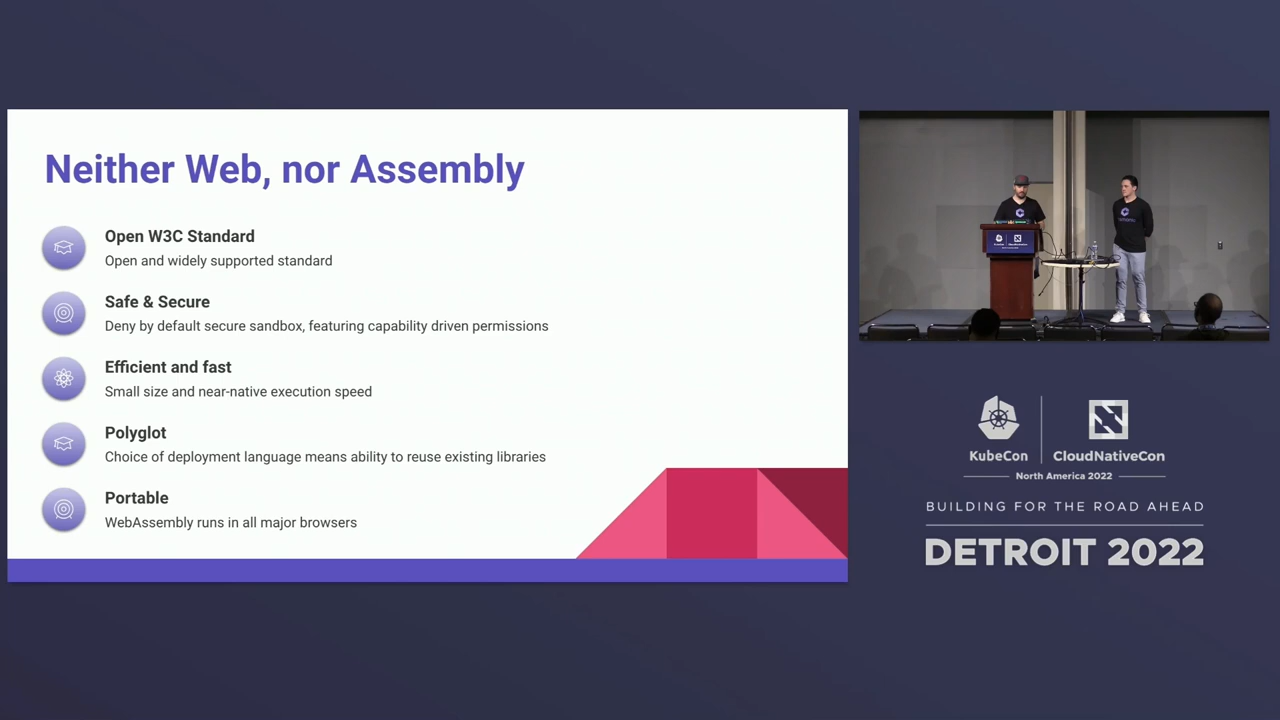 Neither Web, nor Assembly
Open W3C Standard
Open and widely supported standard
Safe & Secure
Deny by default secure sandbox, featuring capability driven permissions
Efficient and fast
Small size and near-native execution speed
Polyglot
Choice of deployment language means ability to reuse existing libraries
Portable
WebAssembly runs in all major browsers
KubeCon
CloudNativeCon
North America 2022
BUILDING FOR THE ROAD AHEAD
DETROIT 2022